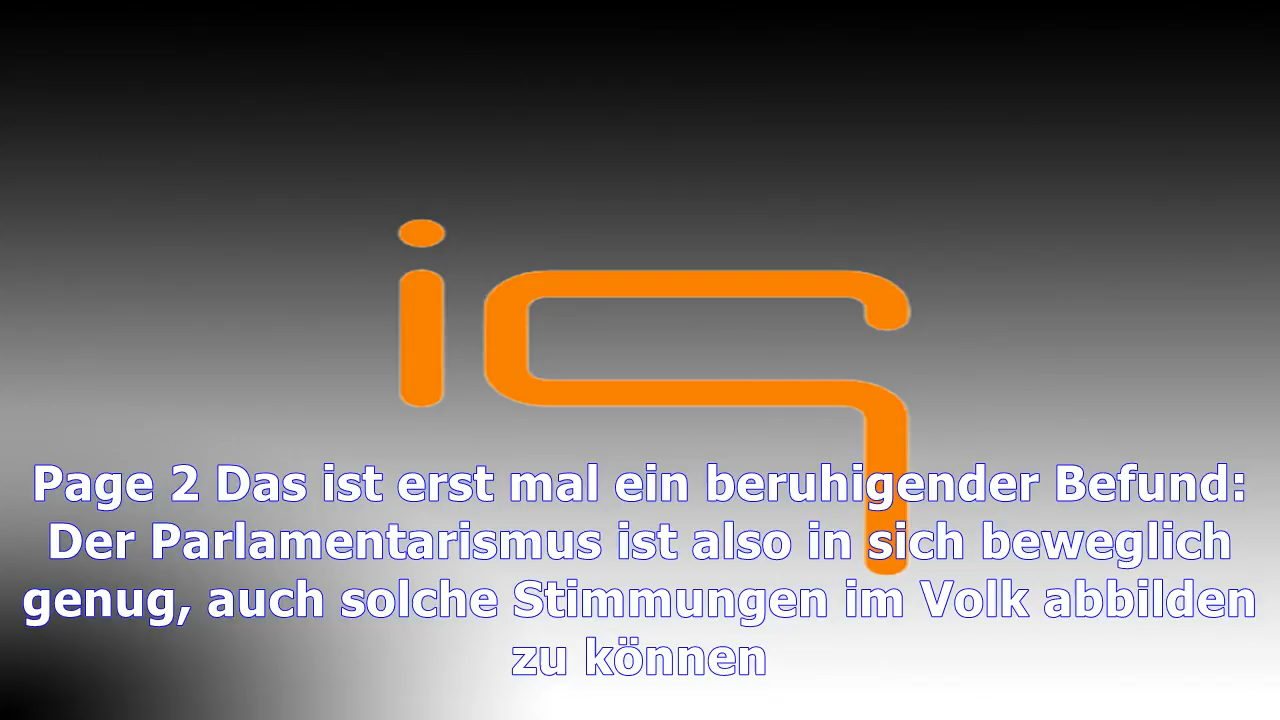 iq
Page 2 Das ist erst mal ein beruhigender Befund:
Der Parlamentarismus ist also in sich beweglich
genug, auch solche Stimmungen im Volk abbilden
zu können